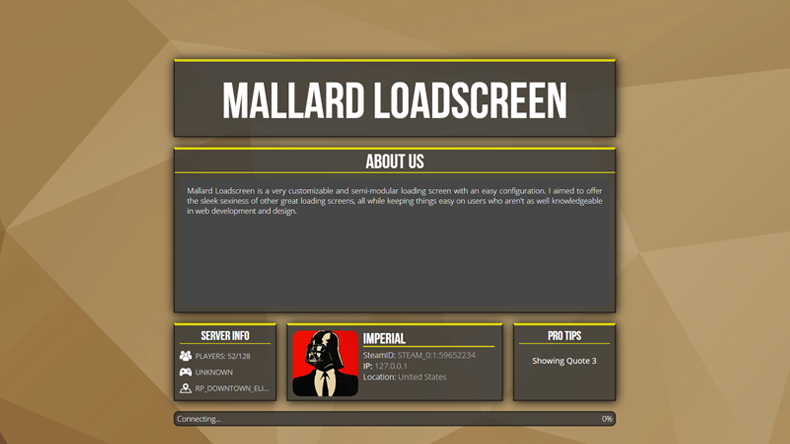 MALLARD LOADSCREEN
ABOUT US
Mallard Loadscreen is a very customizable and semi-modular loading screen with an easy configuration. I aimed to offer
the sleek sexiness of other great loading screens, all while keeping things easy on users who aren't as well knowledgeable
in web development and design.
SERVER INFO
PLAYERS: 52/128
UNKNOWN
RP_DOWNTOWN_ELI...
IMPERIAL
SteamID: STEAM_0:1:59652234
IP: 127.0.0.1
Location: United States
PRO TIPS
Showing Quote 3
Connecting... 0%